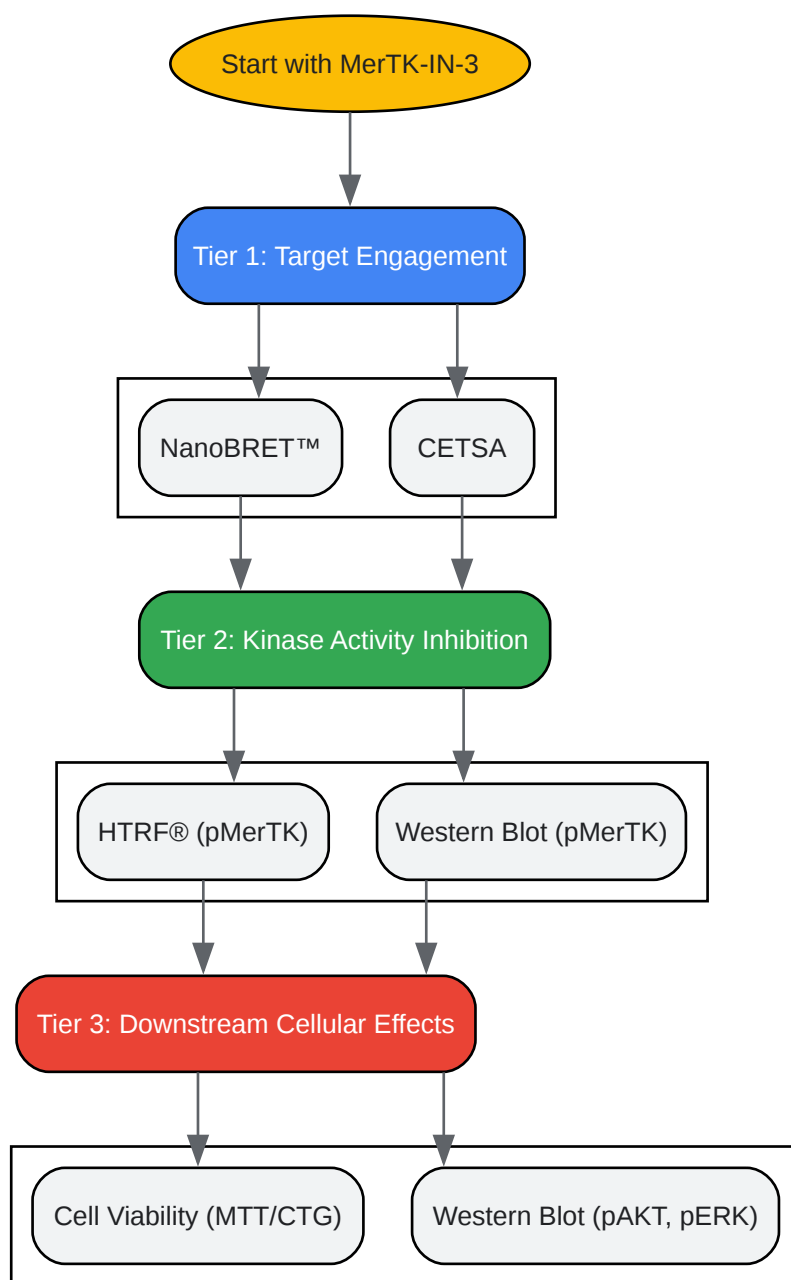 Start with MerTK-IN-3
Tier 1: Target Engagement
NanoBRET™
CETSA
Tier 2: Kinase Activity Inhibition
HTRF® (pMerTK)
Western Blot (pMerTK)
Tier 3: Downstream Cellular Effects
Cell Viability (MTT/CTG)
Western Blot (pAKT, pERK)